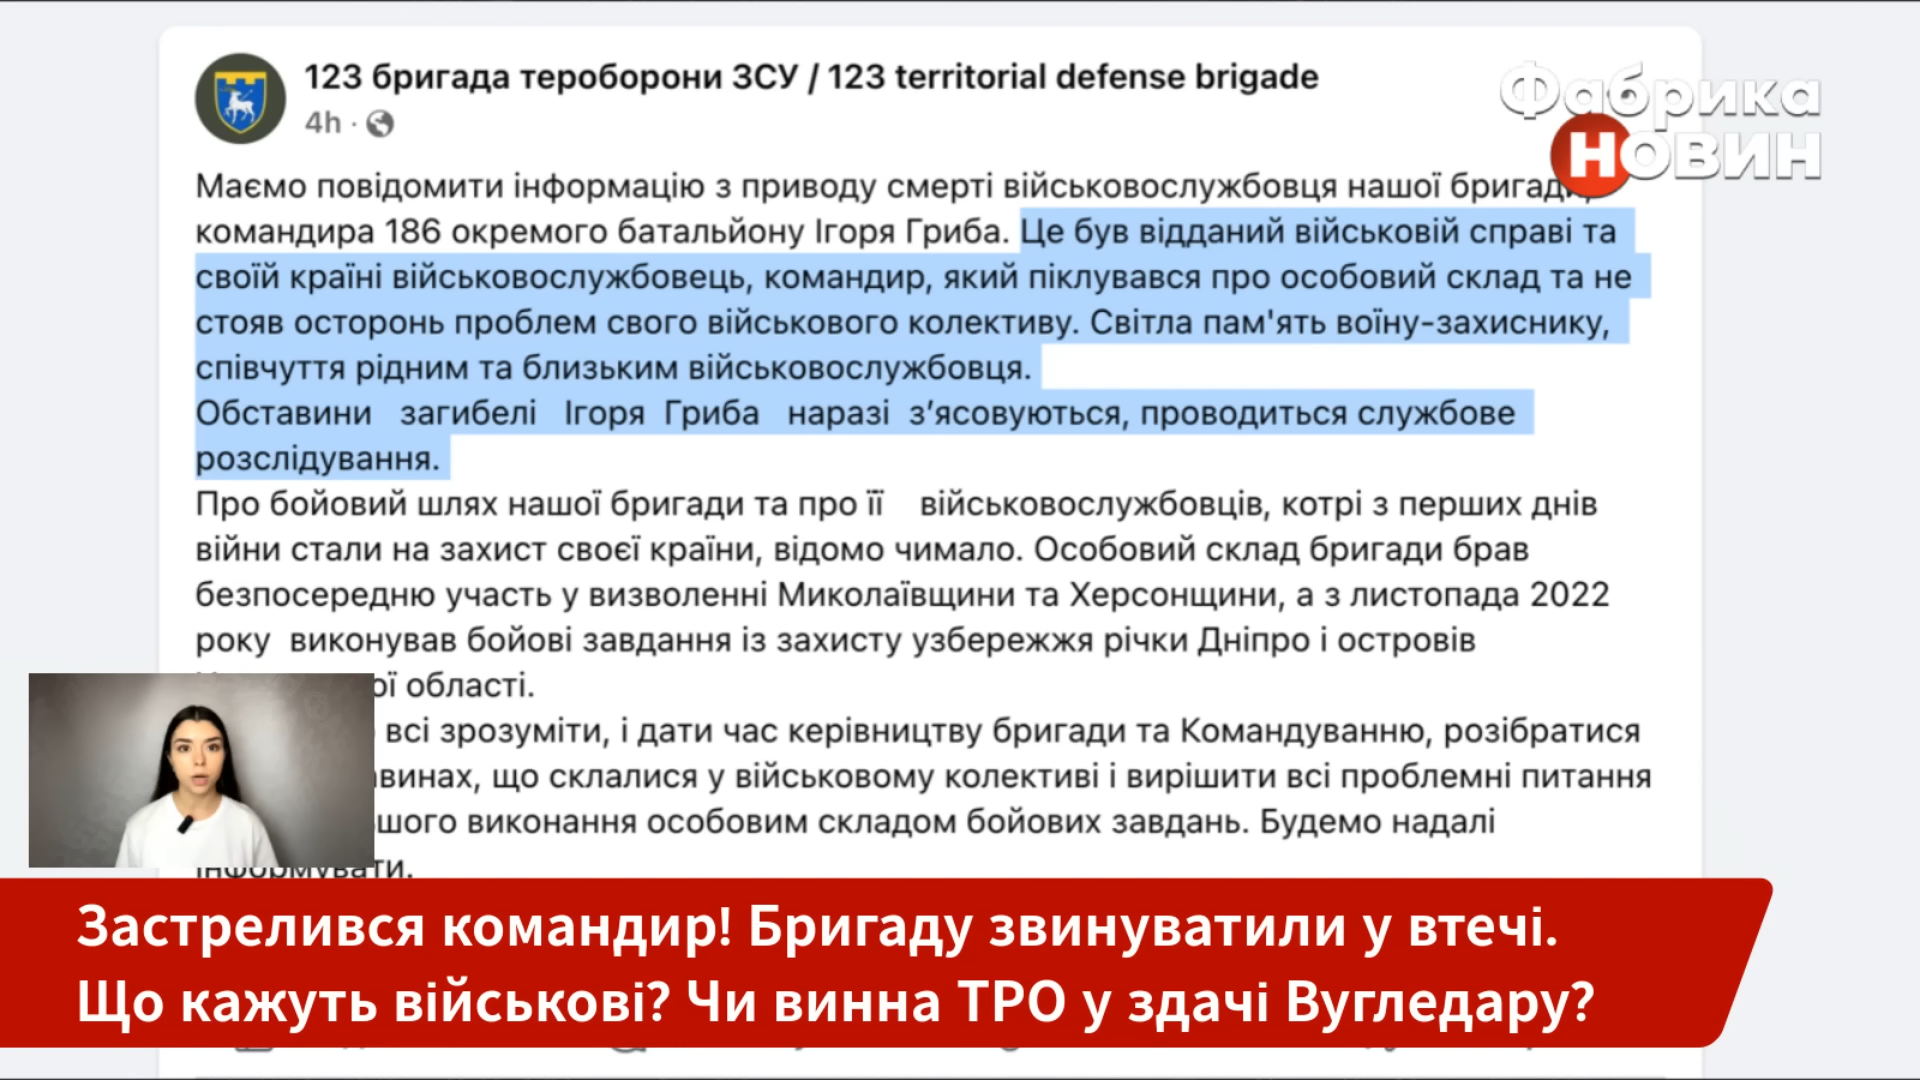 123 бригада тероборони ЗСУ / 123 territorial defense brigade
4h ·
Фабрика
новин
Маємо повідомити інформацію з приводу смерті військовослужбовця нашої бригади,
командира 186 окремого батальйону Ігоря Гриба. Це був відданий військовій справі та
своїй країні військовослужбовець, командир, який піклувався про особовий склад та не
стояв осторонь проблем свого військового колективу. Світла пам'ять воїну-захиснику,
співчуття рідним та близьким військовослужбовця.
Обставини загибелі Ігоря Гриба наразі з’ясовуються, проводиться службове
розслідування.
Про бойовий шлях нашої бригади та про її військовослужбовців, котрі з перших днів
війни стали на захист своєї країни, відомо чимало. Особовий склад бригади брав
безпосередню участь у визволенні Миколаївщини та Херсонщини, а з листопада 2022
року виконував бойові завдання із захисту узбережжя річки Дніпро і островів
ої області.
всі зрозуміти, і дати час керівництву бригади та Командуванню, розібратися
авинах, що склалися у військовому колективі і вирішити всі проблемні питання
шого виконання особовим складом бойових завдань. Будемо надалі
інформувати.
Застрелився командир! Бригаду звинуватили у втечі.
Що кажуть військові? Чи винна ТРО у здачі Вугледару?